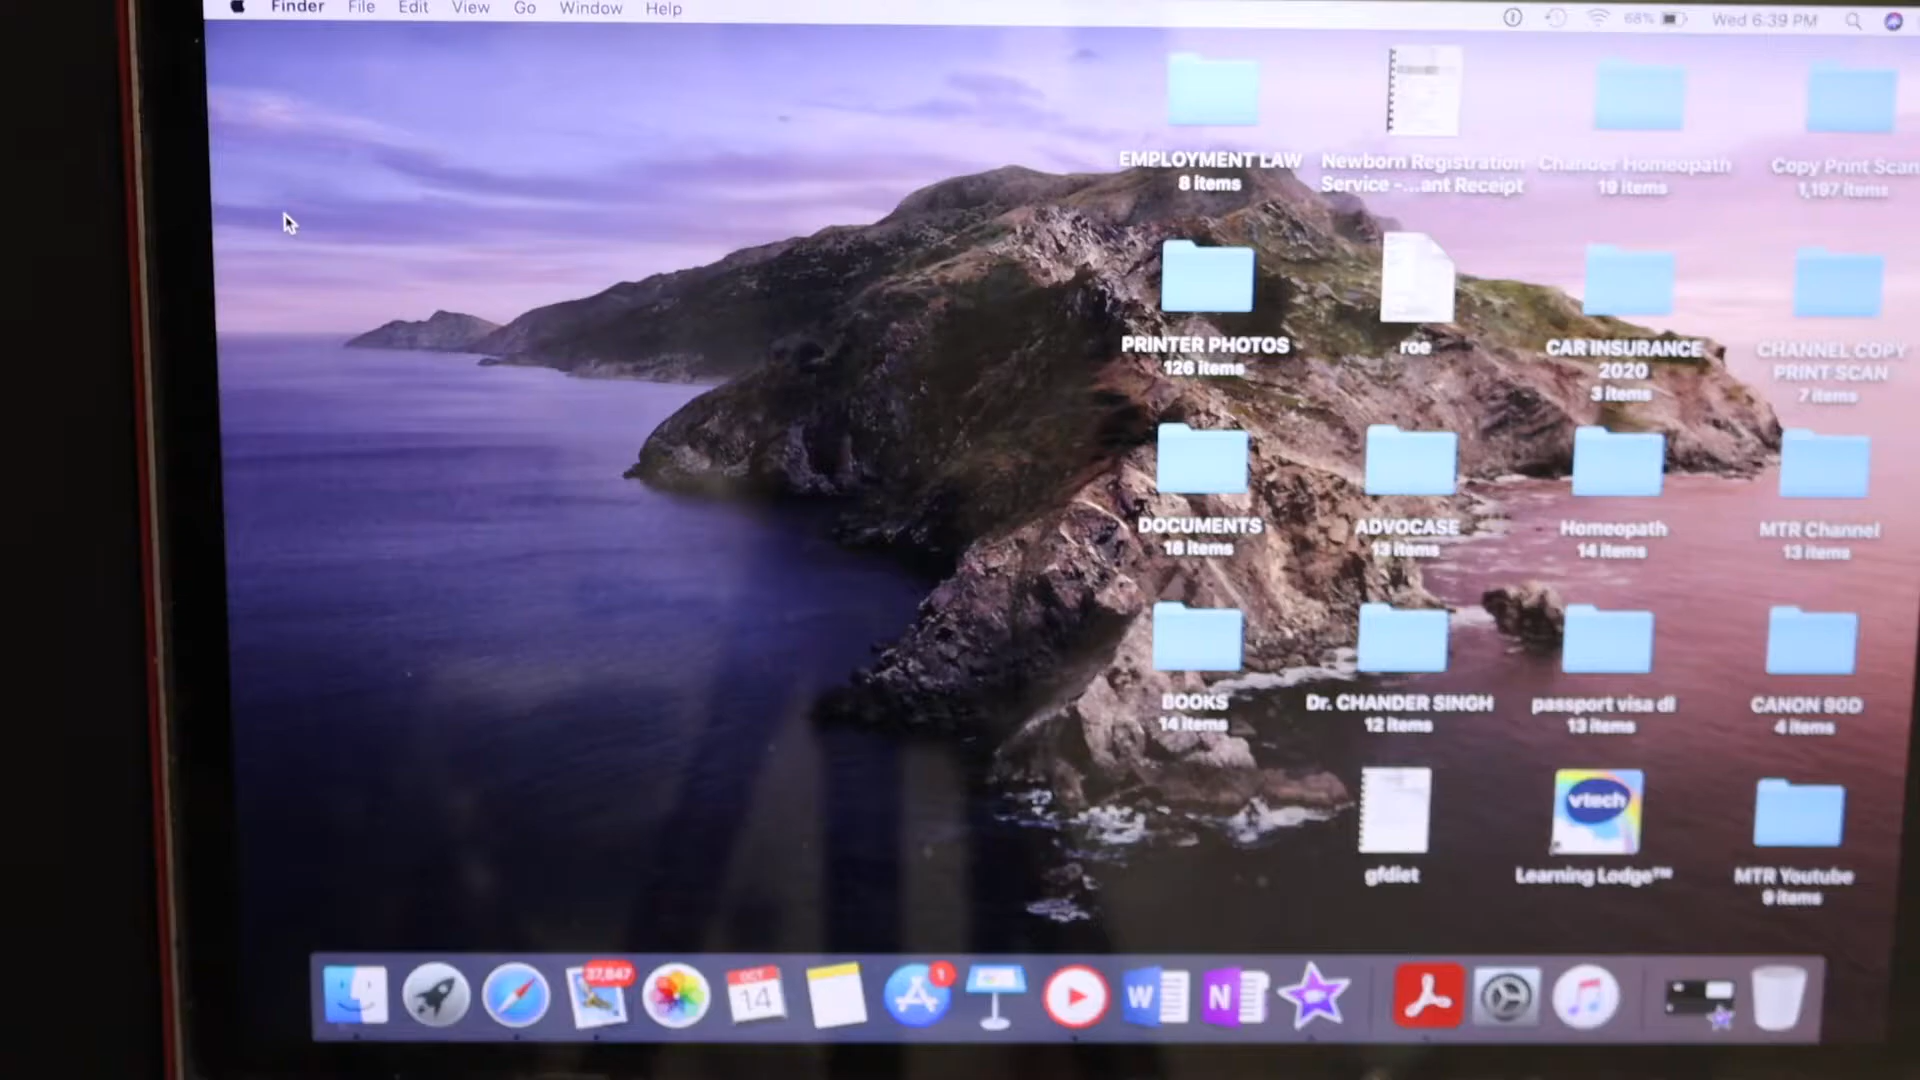 Finder File Edit View Go Window Help
68% Wed 6:39 PM
EMPLOYMENT LAW
8 items
Newborn Registration
Service -...ant Receipt
Chander Homeopath
19 items
Copy Print Scan
1,197 items
PRINTER PHOTOS
126 items
roe
CAR INSURANCE
2020
3 items
CHANNEL COPY
PRINT SCAN
7 items
DOCUMENTS
18 items
ADVOCASE
13 items
Homeopath
14 items
MTR Channel
13 items
BOOKS
14 items
Dr. CHANDER SINGH
12 items
passport visa dl
13 items
CANON 90D
4 items
gfdiet
vtech
Learning Lodge™
MTR Youtube
9 items
37,847
OCT
14
1
W
N